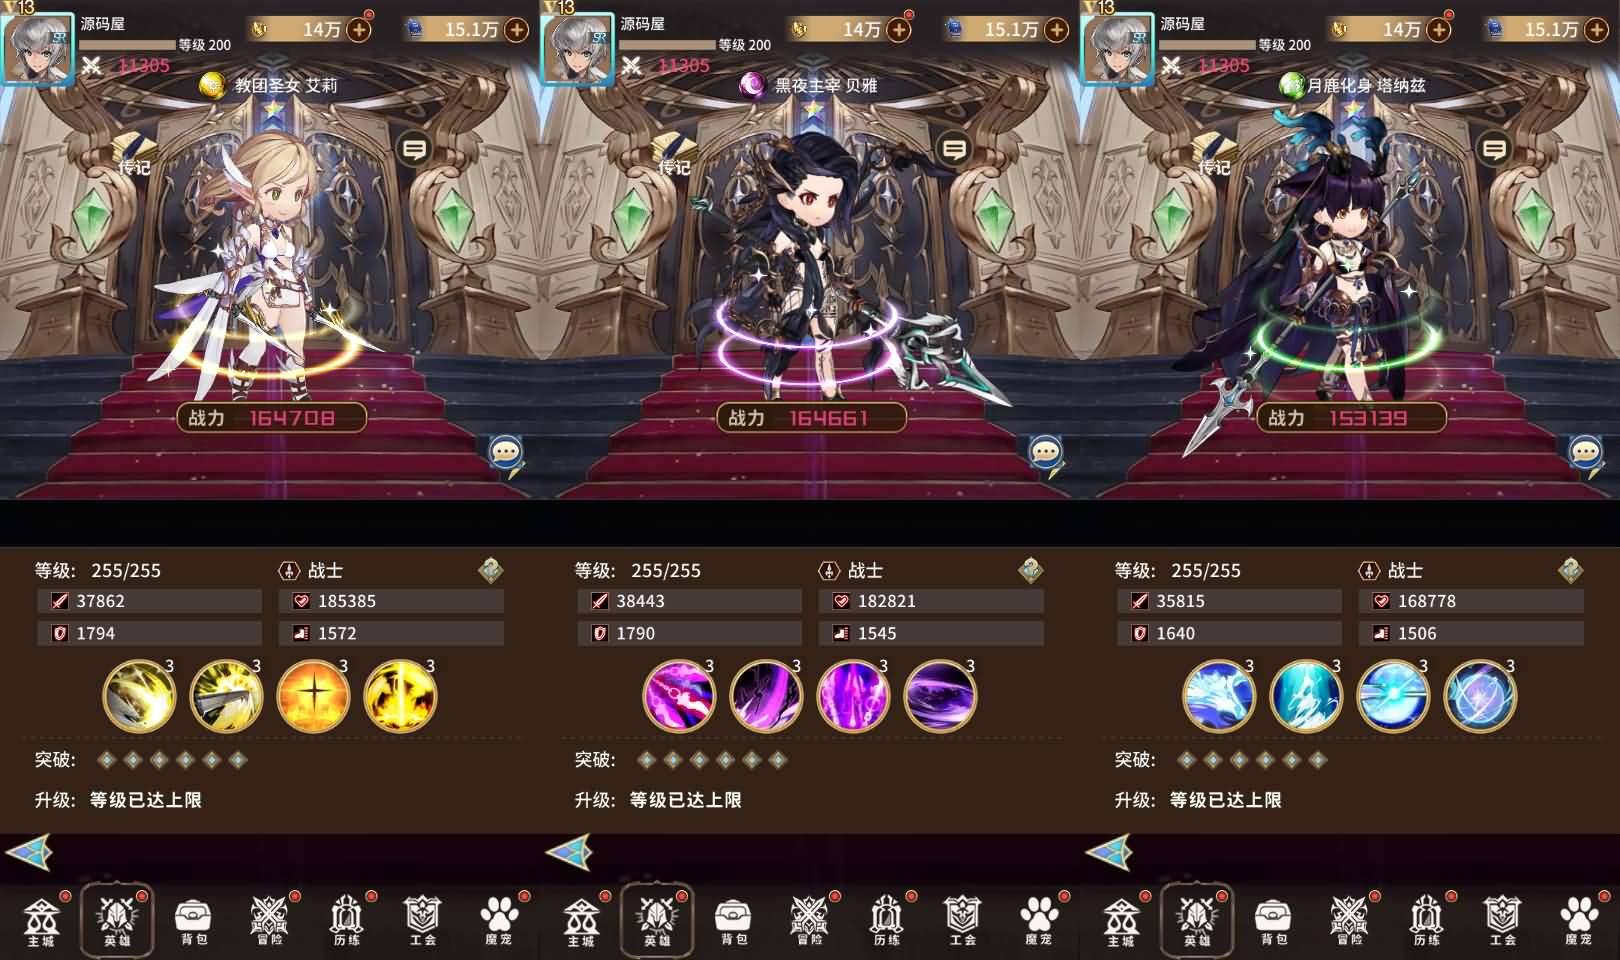 V13
源码屋
等级 200
11305
14万
15.1万
教团圣女 艾莉
传记
战力 164708
等级: 255/255
战士
37862
185385
1794
1572
3 3 3 3
突破:
升级: 等级已达上限
主城 英雄 背包 冒险 历练 工会 魔宠
V13
源码屋
SR
等级 200
11305
14万
15.1万
黑夜主宰 贝雅
传记
战力 164661
等级: 255/255
战士
38443
182821
1790
1545
3 3 3 3
突破:
升级: 等级已达上限
主城 英雄 背包 冒险 历练 工会 魔宠
V13
源码屋
SR
等级 200
11305
14万
15.1万
月鹿化身 塔纳兹
传记
战力 153139
等级: 255/255
战士
35815
168778
1640
1506
3 3 3 3
突破:
升级: 等级已达上限
主城 英雄 背包 冒险 历练 工会 魔宠